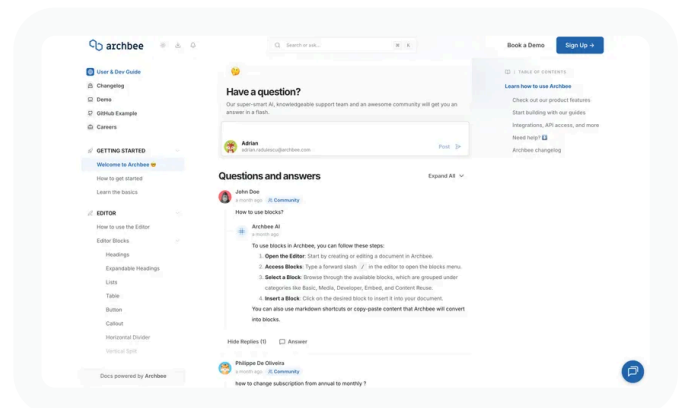 archbee
Search or ask...
⌘ K
Book a Demo
Sign Up →
User & Dev Guide
Changelog
Demo
GitHub Example
Careers
GETTING STARTED
Welcome to Archbee
How to get started
Learn the basics
EDITOR
How to use the Editor
Editor Blocks
Headings
Expandable Headings
Lists
Table
Button
Callout
Horizontal Divider
Vertical Split
Docs powered by Archbee
Have a question?
Our super-smart AI, knowledgeable support team and an awesome community will get you an
answer in a flash.
Adrian
Post
Questions and answers
Expand All
John Doe
a month ago Community
How to use blocks?
Archbee AI
a month ago
To use blocks in Archbee, you can follow these steps:
1. Open the Editor: Start by creating or editing a document in Archbee.
2. Access Blocks: Type a forward slash / in the editor to open the blocks menu.
3. Select a Block: Browse through the available blocks, which are grouped under
categories like Basic, Media, Developer, Embed, and Content Reuse.
4. Insert a Block: Click on the desired block to insert it into your document.
You can also use markdown shortcuts or copy-paste content that Archbee will convert
into blocks.
Hide Replies (1)
Answer
Philippe De Oliveira
a month ago Community
how to change subscription from annual to monthly ?
TABLE OF CONTENTS
Learn how to use Archbee
Check out our product features
Start building with our guides
Integrations, API access, and more
Need help?
Archbee changelog